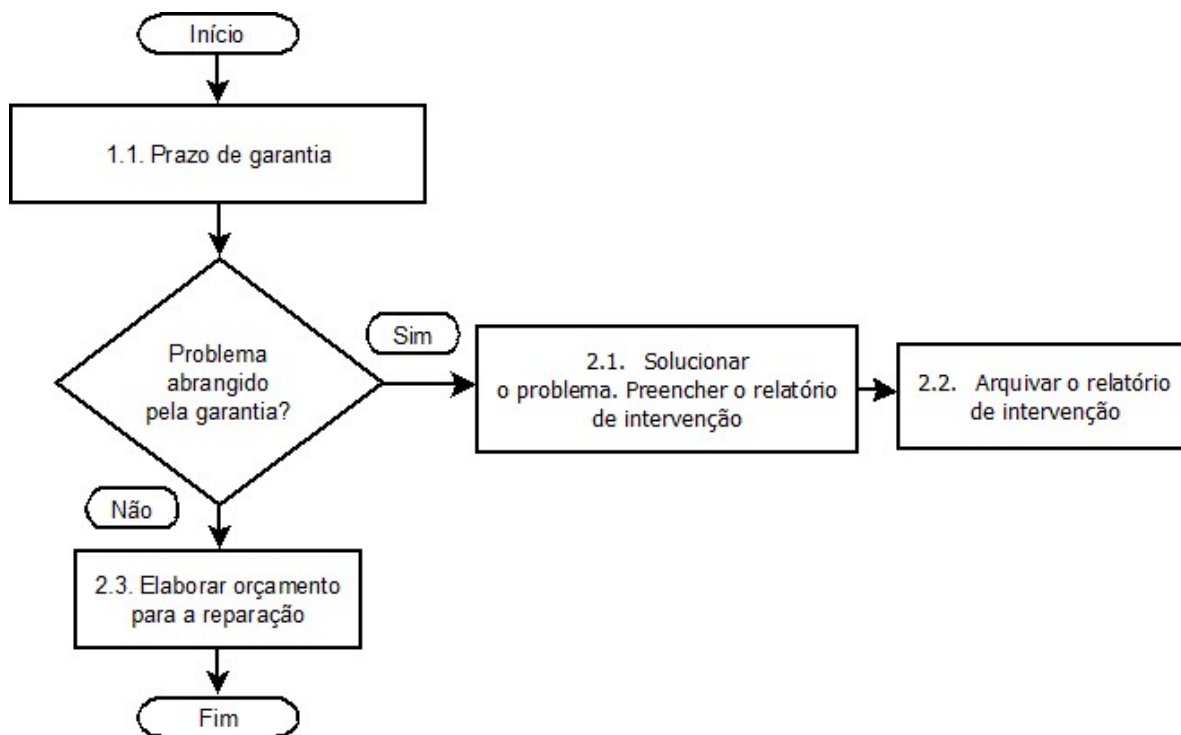 Início
1.1. Prazo de garantia
Problema
abrangido
pela garantia?
Sim
2.1. Solucionar
o problema. Preencher o relatório
de intervenção
2.2. Arquivar o relatório
de intervenção
Não
2.3. Elaborar orçamento
para a reparação
Fim